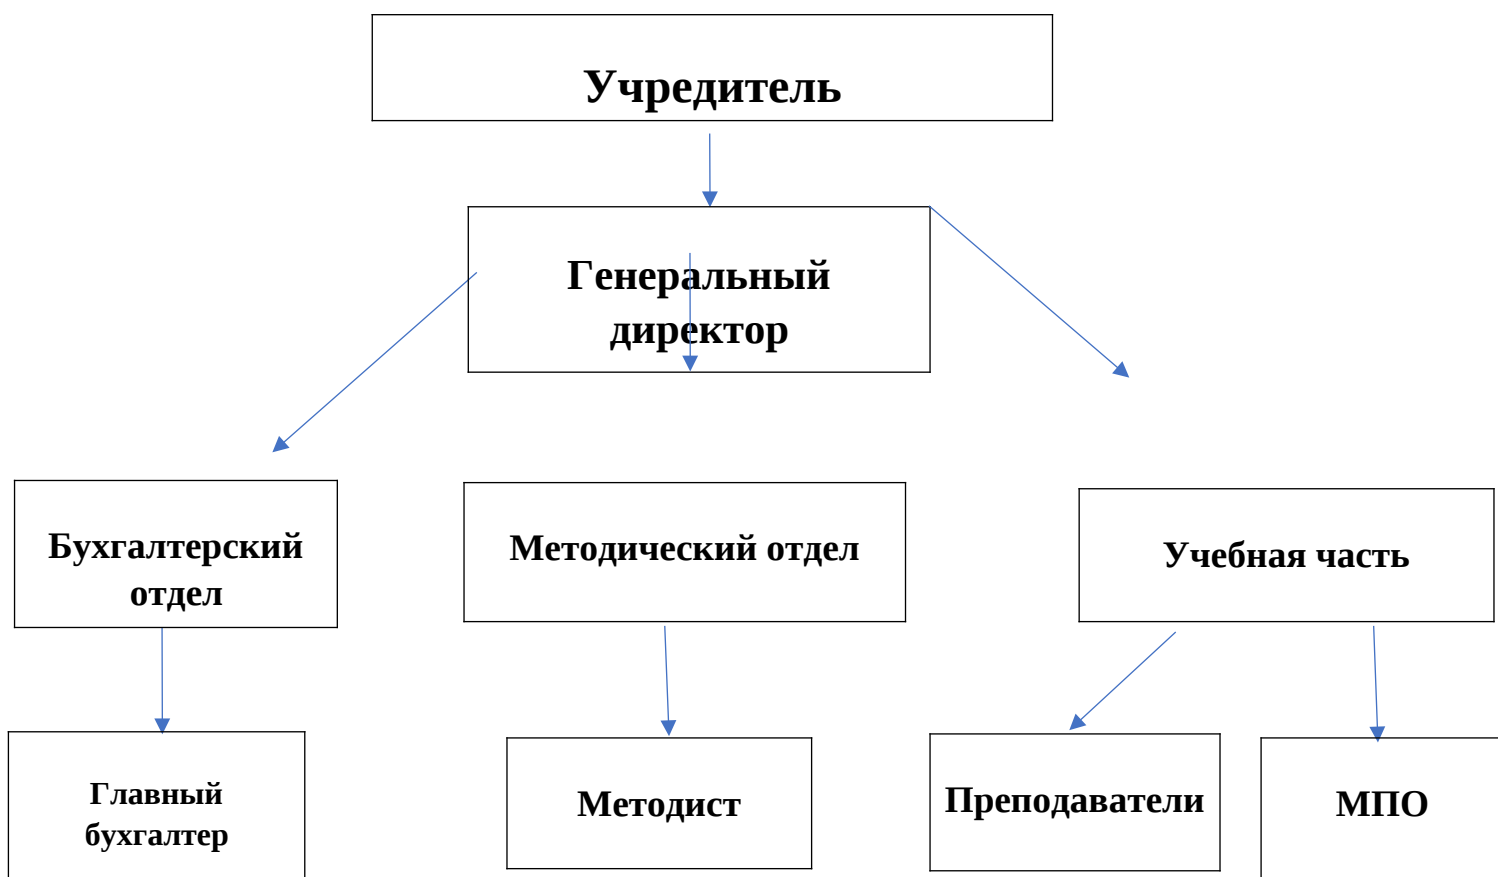 Учредитель
Генеральный
директор
Бухгалтерский
отдел
Методический отдел
Учебная часть
Главный
бухгалтер
Методист
Преподаватели
МПО